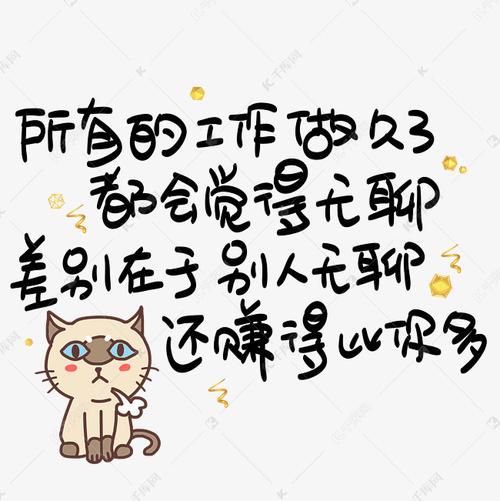 所有的工作做久了
都会觉得无聊
差别在于别人无聊
还赚得比你多